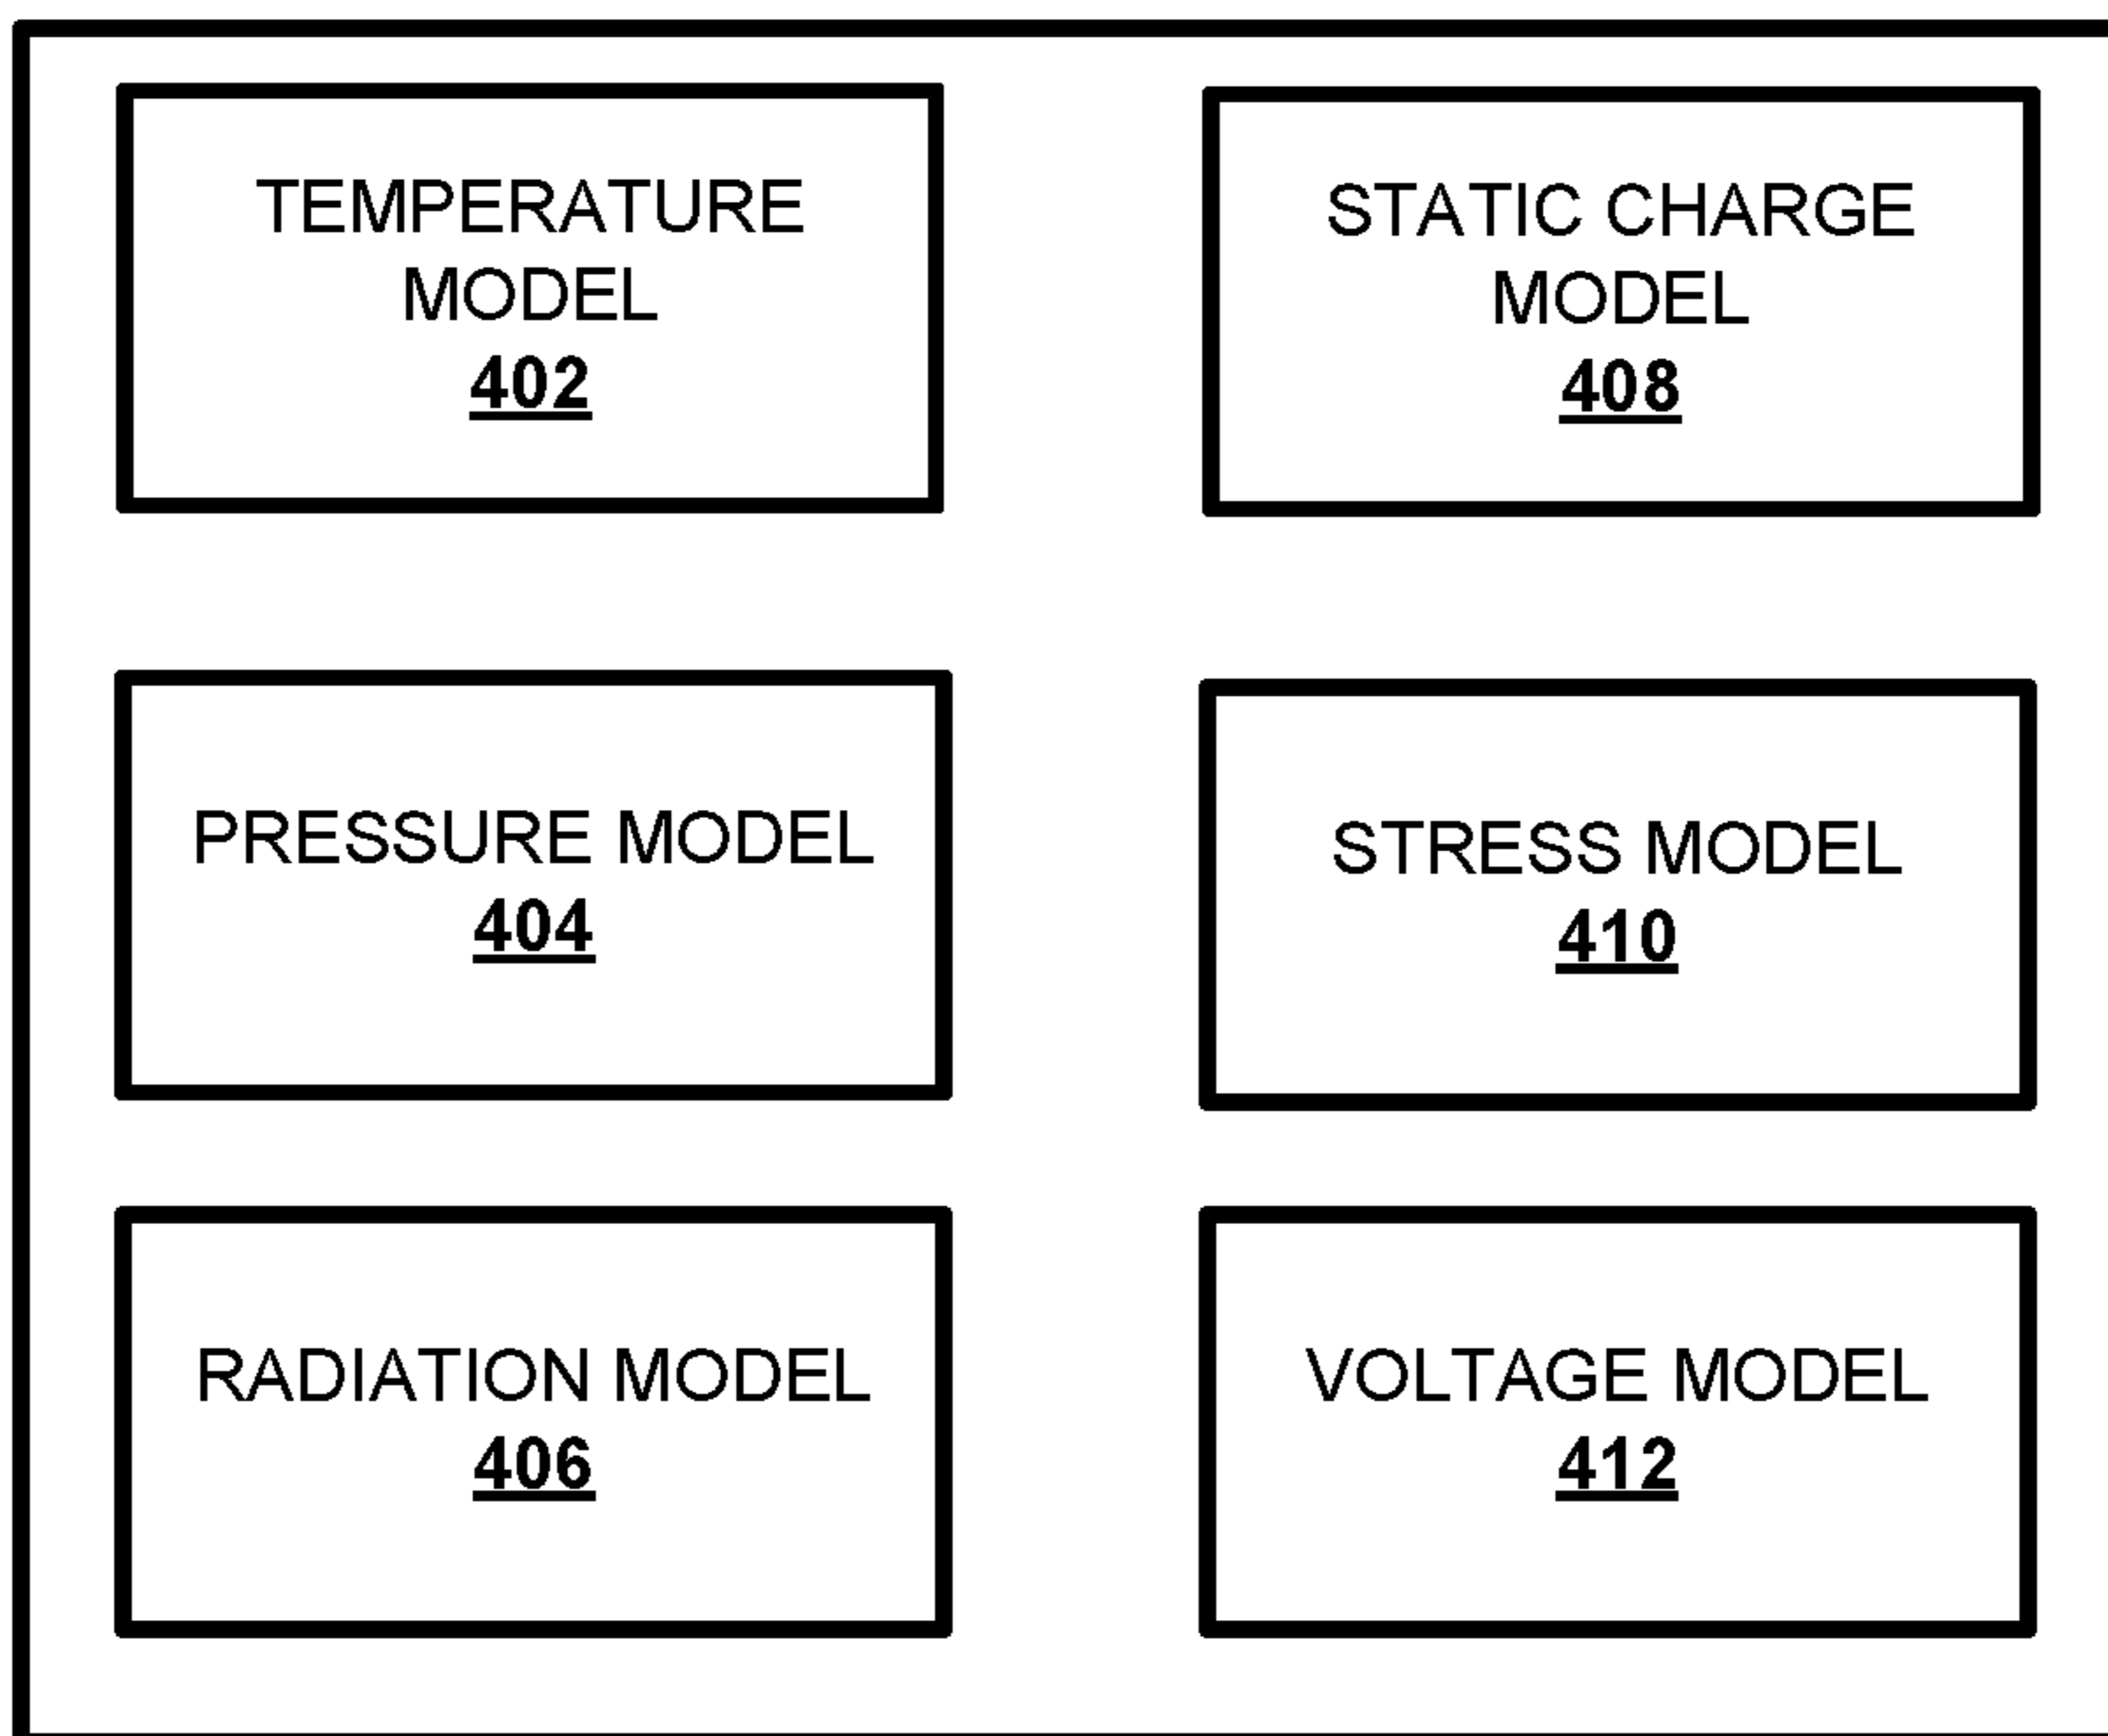 TEMPERATURE
MODEL
402
STATIC CHARGE
MODEL
408
PRESSURE MODEL
404
STRESS MODEL
410
RADIATION MODEL
406
VOLTAGE MODEL
412